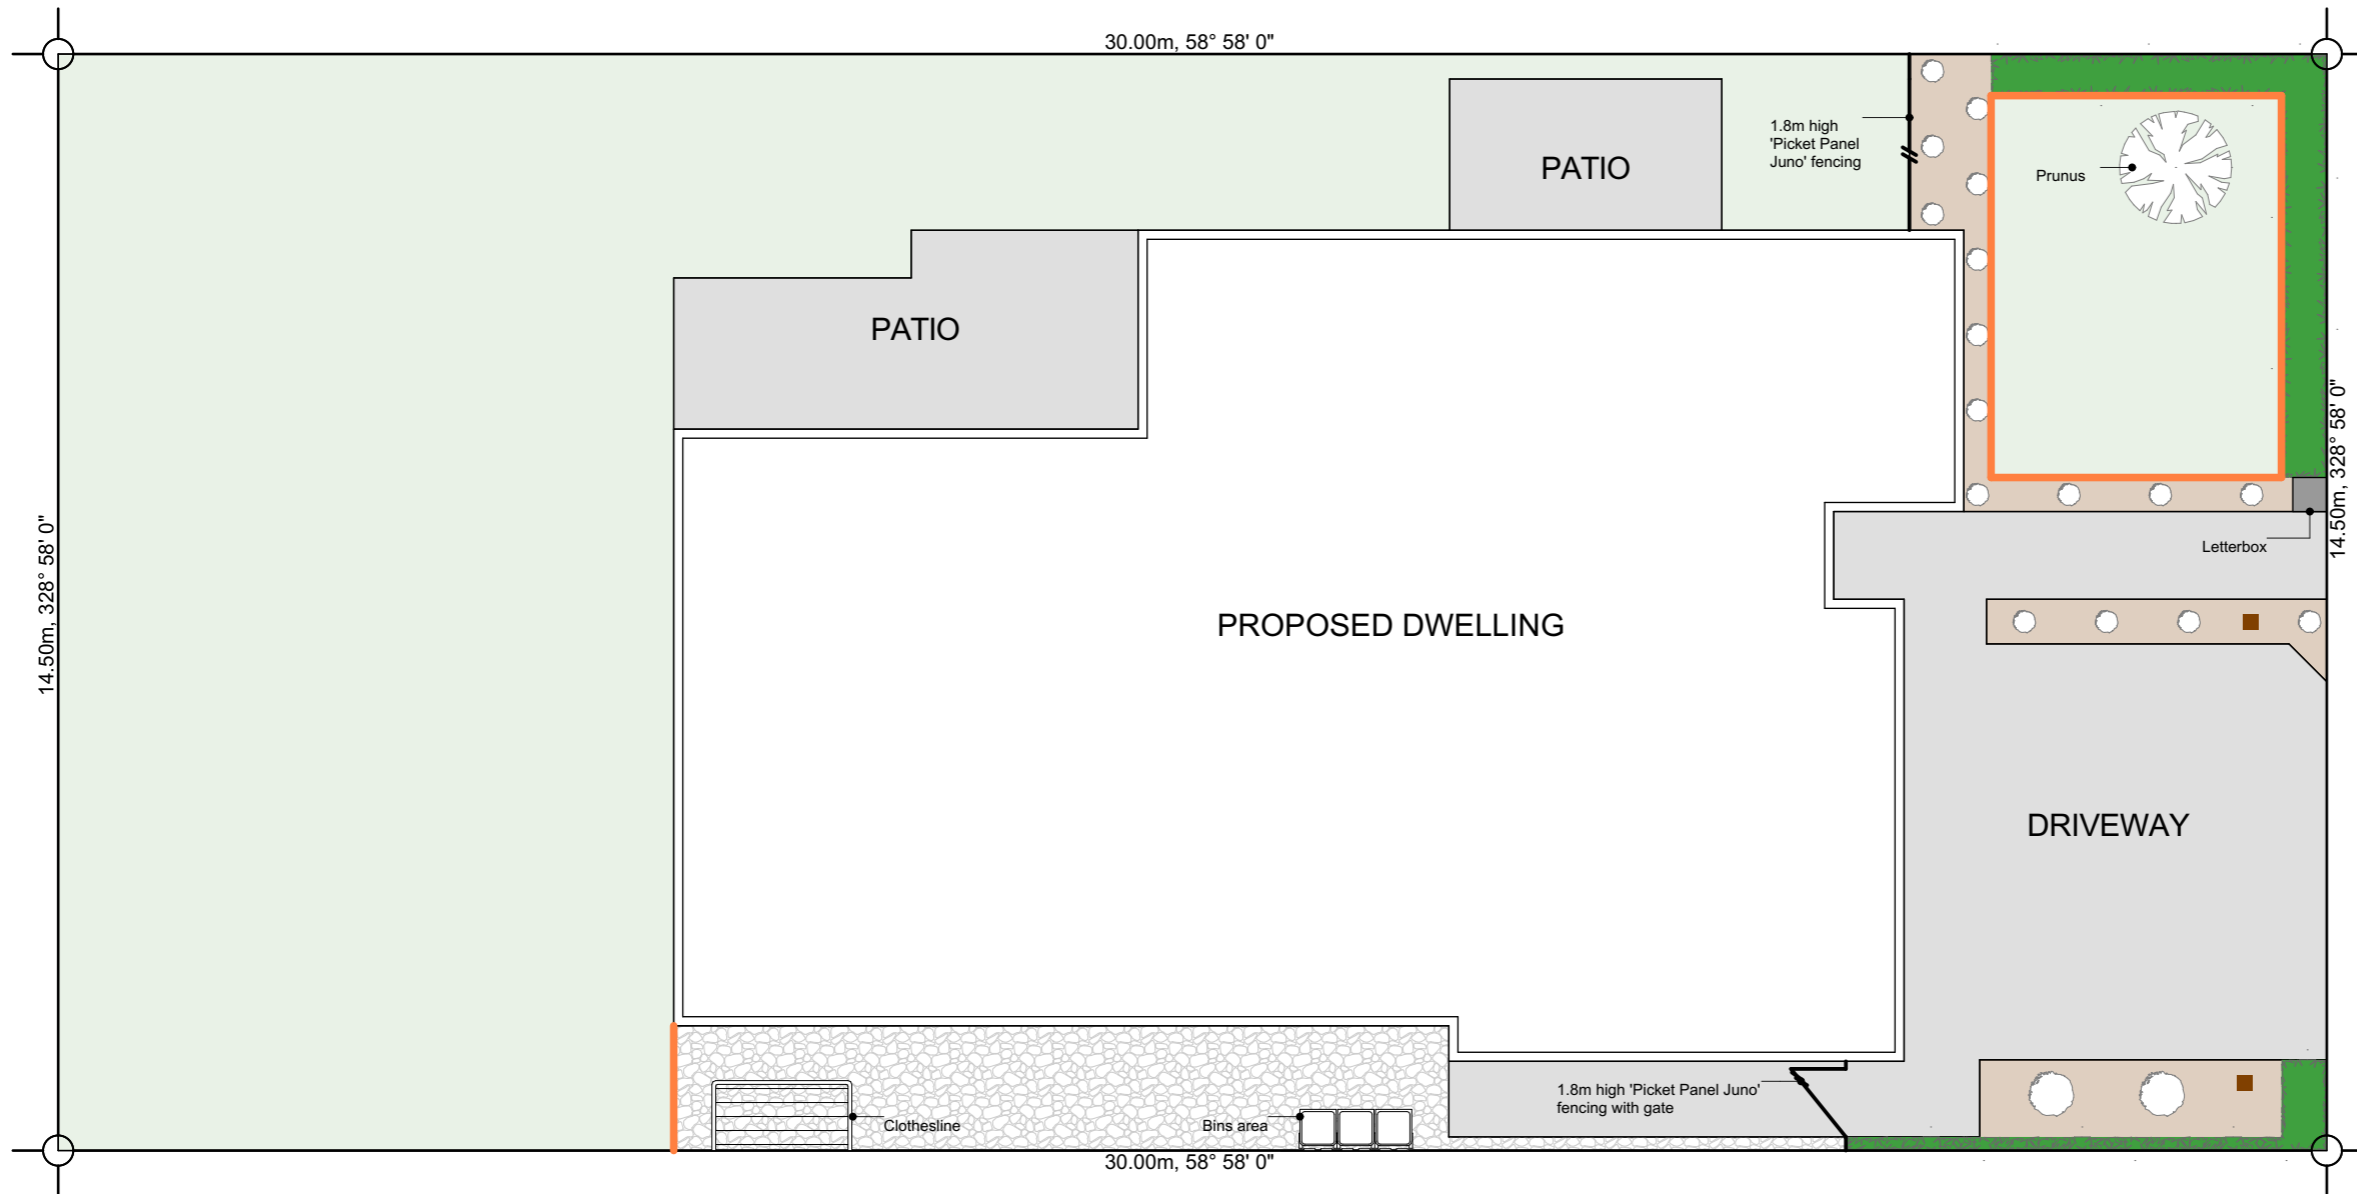 30.00m, 58° 58' 0"
1.8m high
'Picket Panel
Juno' fencing
PATIO
Prunus
PATIO
14.50m, 328° 58' 0"
14.50m, 328° 58' 0"
Letterbox
PROPOSED DWELLING
DRIVEWAY
1.8m high 'Picket Panel Juno'
fencing with gate
Clothesline
Bins area
30.00m, 58° 58' 0"